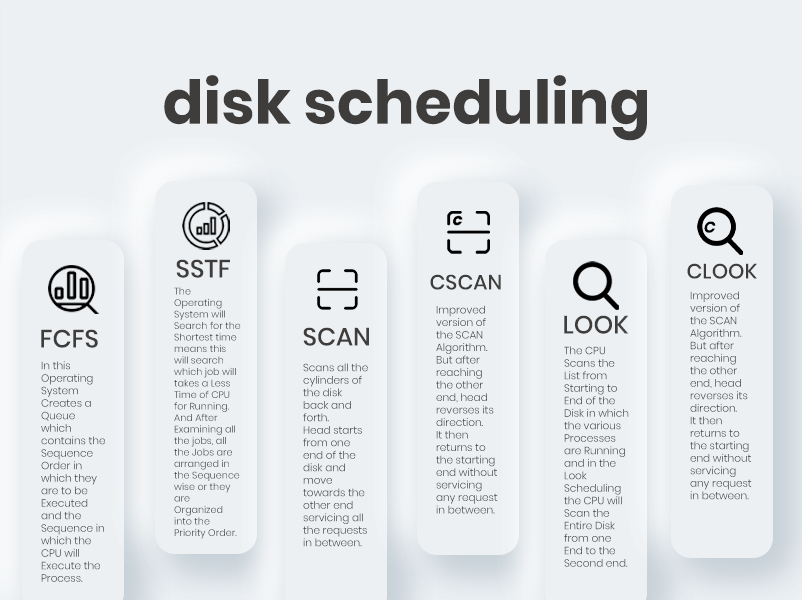 disk scheduling
FCFS
In this
Operating
System
Creates a
Queue
which
contains the
Sequence
Order in
which they
are to be
Executed
and the
Sequence in
which the
CPU will
Execute the
Process.
SSTF
The
Operating
System will
Search for the
Shortest time
means this
will search
which job will
takes a Less
Time of CPU
for Running.
And After
Examining all
the jobs, all
the Jobs are
arranged in
the Sequence
wise or they
are
Organized
into the
Priority Order.
SCAN
Scans all the
cylinders of
the disk
back and
forth.
Head starts
from one
end of the
disk and
move
towards the
other end
servicing all
the requests
in between.
C
CSCAN
Improved
version of
the SCAN
Algorithm.
But after
reaching
the other
end, head
reverses its
direction.
It then
returns to
the starting
end without
servicing
any request
in between.
LOOK
The CPU
Scans the
List from
Starting to
End of the
Disk in which
the various
Processes
are Running
and in the
Look
Scheduling
the CPU will
Scan the
Entire Disk
from one
End to the
Second end.
C
CLOOK
Improved
version of
the SCAN
Algorithm.
But after
reaching
the other
end, head
reverses its
direction.
It then
returns to
the starting
end without
servicing
any request
in between.